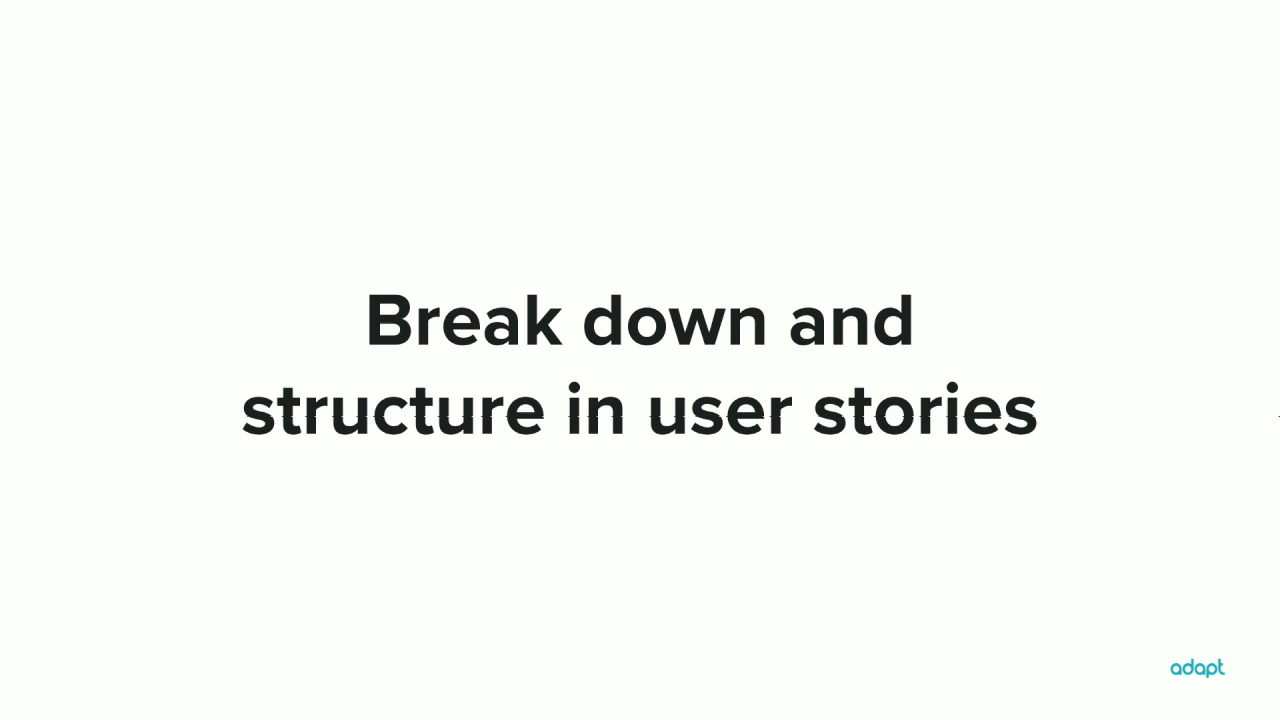 Break down and
structure in user stories
adapt